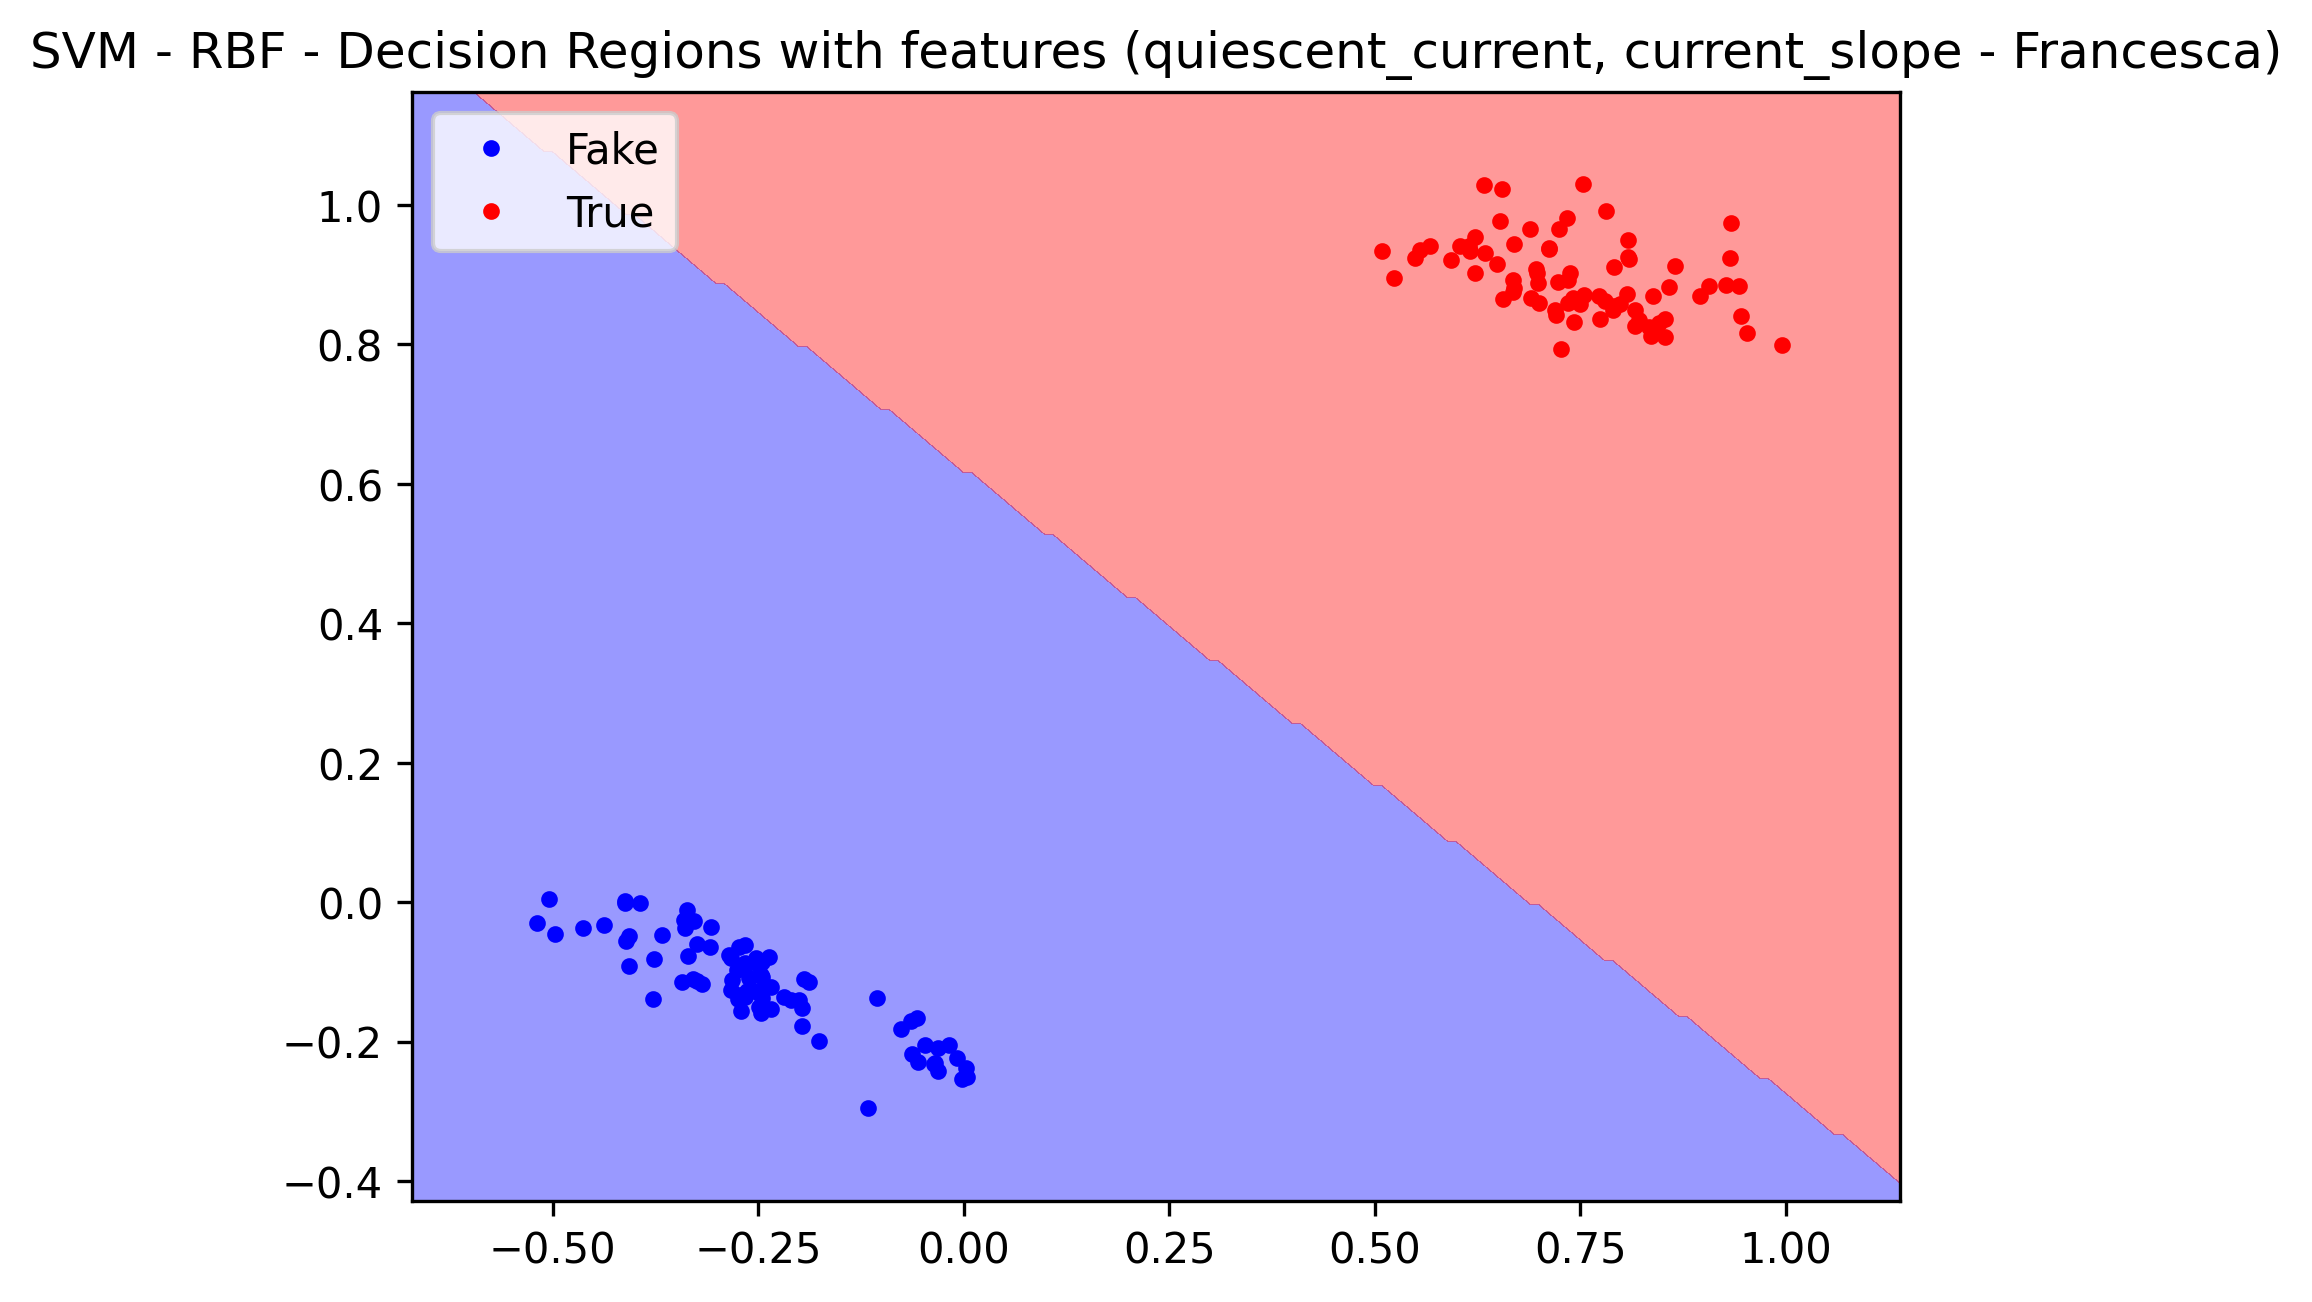 SVM - RBF - Decision Regions with features (quiescent_current, current_slope - Francesca)
Fake
True
1.0
0.8
0.6
0.4
0.2
0.0
−0.2
−0.4
−0.50 −0.25 0.00 0.25 0.50 0.75 1.00